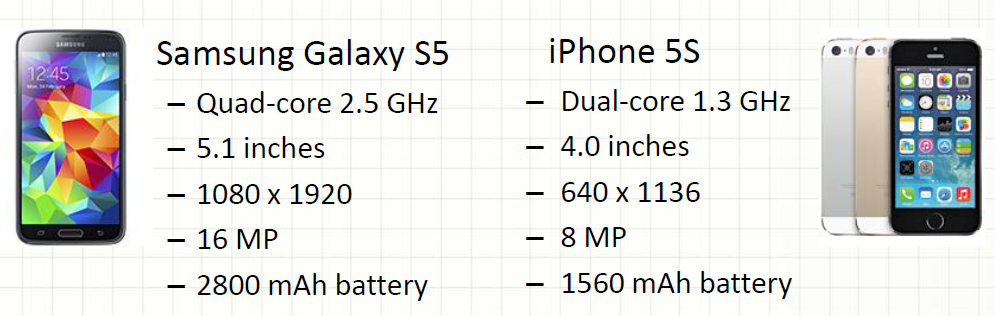 Samsung Galaxy S5
– Quad-core 2.5 GHz
– 5.1 inches
– 1080 x 1920
– 16 MP
– 2800 mAh battery
iPhone 5S
– Dual-core 1.3 GHz
– 4.0 inches
– 640 x 1136
– 8 MP
– 1560 mAh battery
SAMSUNG
12:45